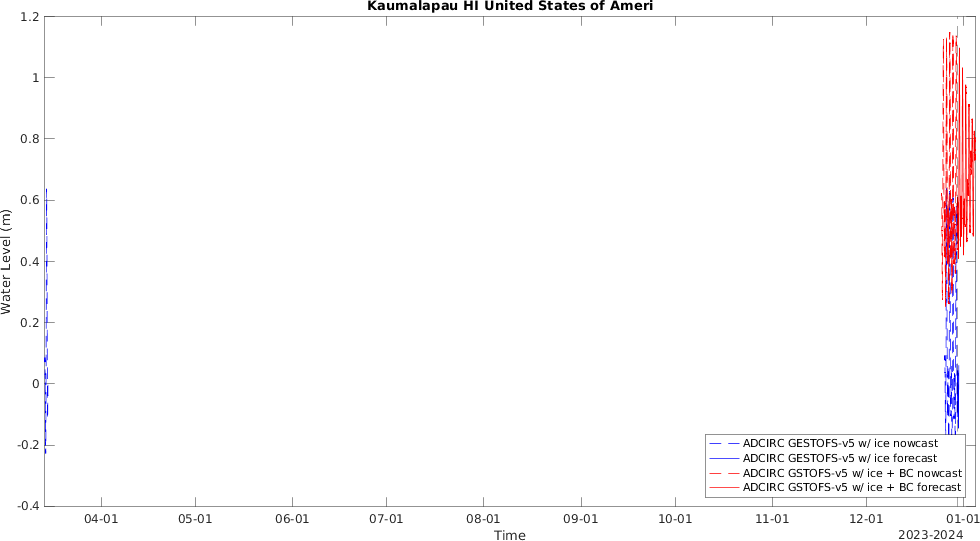 Kaumalapau HI United States of Ameri
1.2
1
0.8
0.6
0.4
0.2
0
-0.2
-0.4
Water Level (m)
ADCIRC GESTOFS-v5 w/ ice nowcast
ADCIRC GESTOFS-v5 w/ ice forecast
ADCIRC GSTOFS-v5 w/ ice + BC nowcast
ADCIRC GSTOFS-v5 w/ ice + BC forecast
04-01 05-01 06-01 07-01 08-01 09-01 10-01 11-01 12-01 01-01
Time
2023-2024